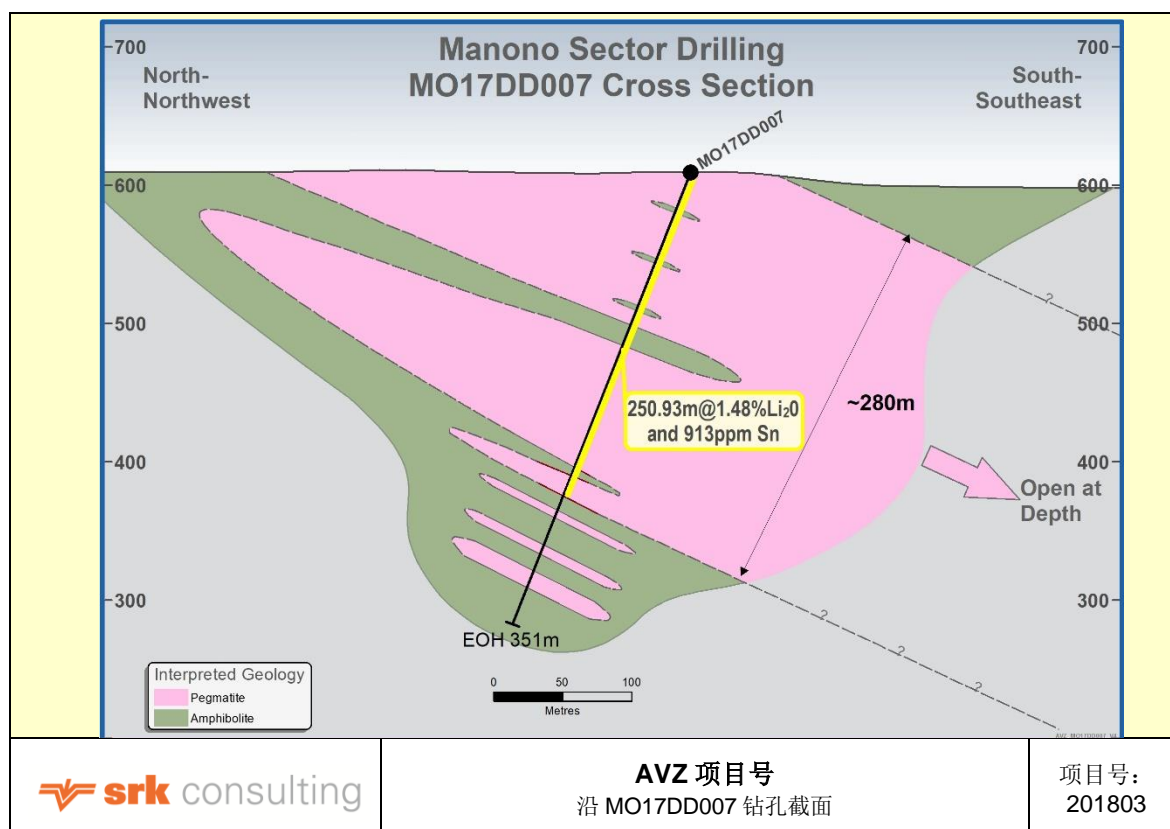 Manono Sector Drilling
MO17DD007 Cross Section
North-
Northwest
South-
Southeast
700
700
MO17DD007
600
600
500
500
400
400
300
300
250.93m@1.48%Li₂0
and 913ppm Sn
~280m
Open at
Depth
?
?
?
?
EOH 351m
Interpreted Geology
Pegmatite
Amphibolite
0 50 100
Metres
srk consulting
AVZ 项目号
沿 MO17DD007 钻孔截面
项目号：
201803